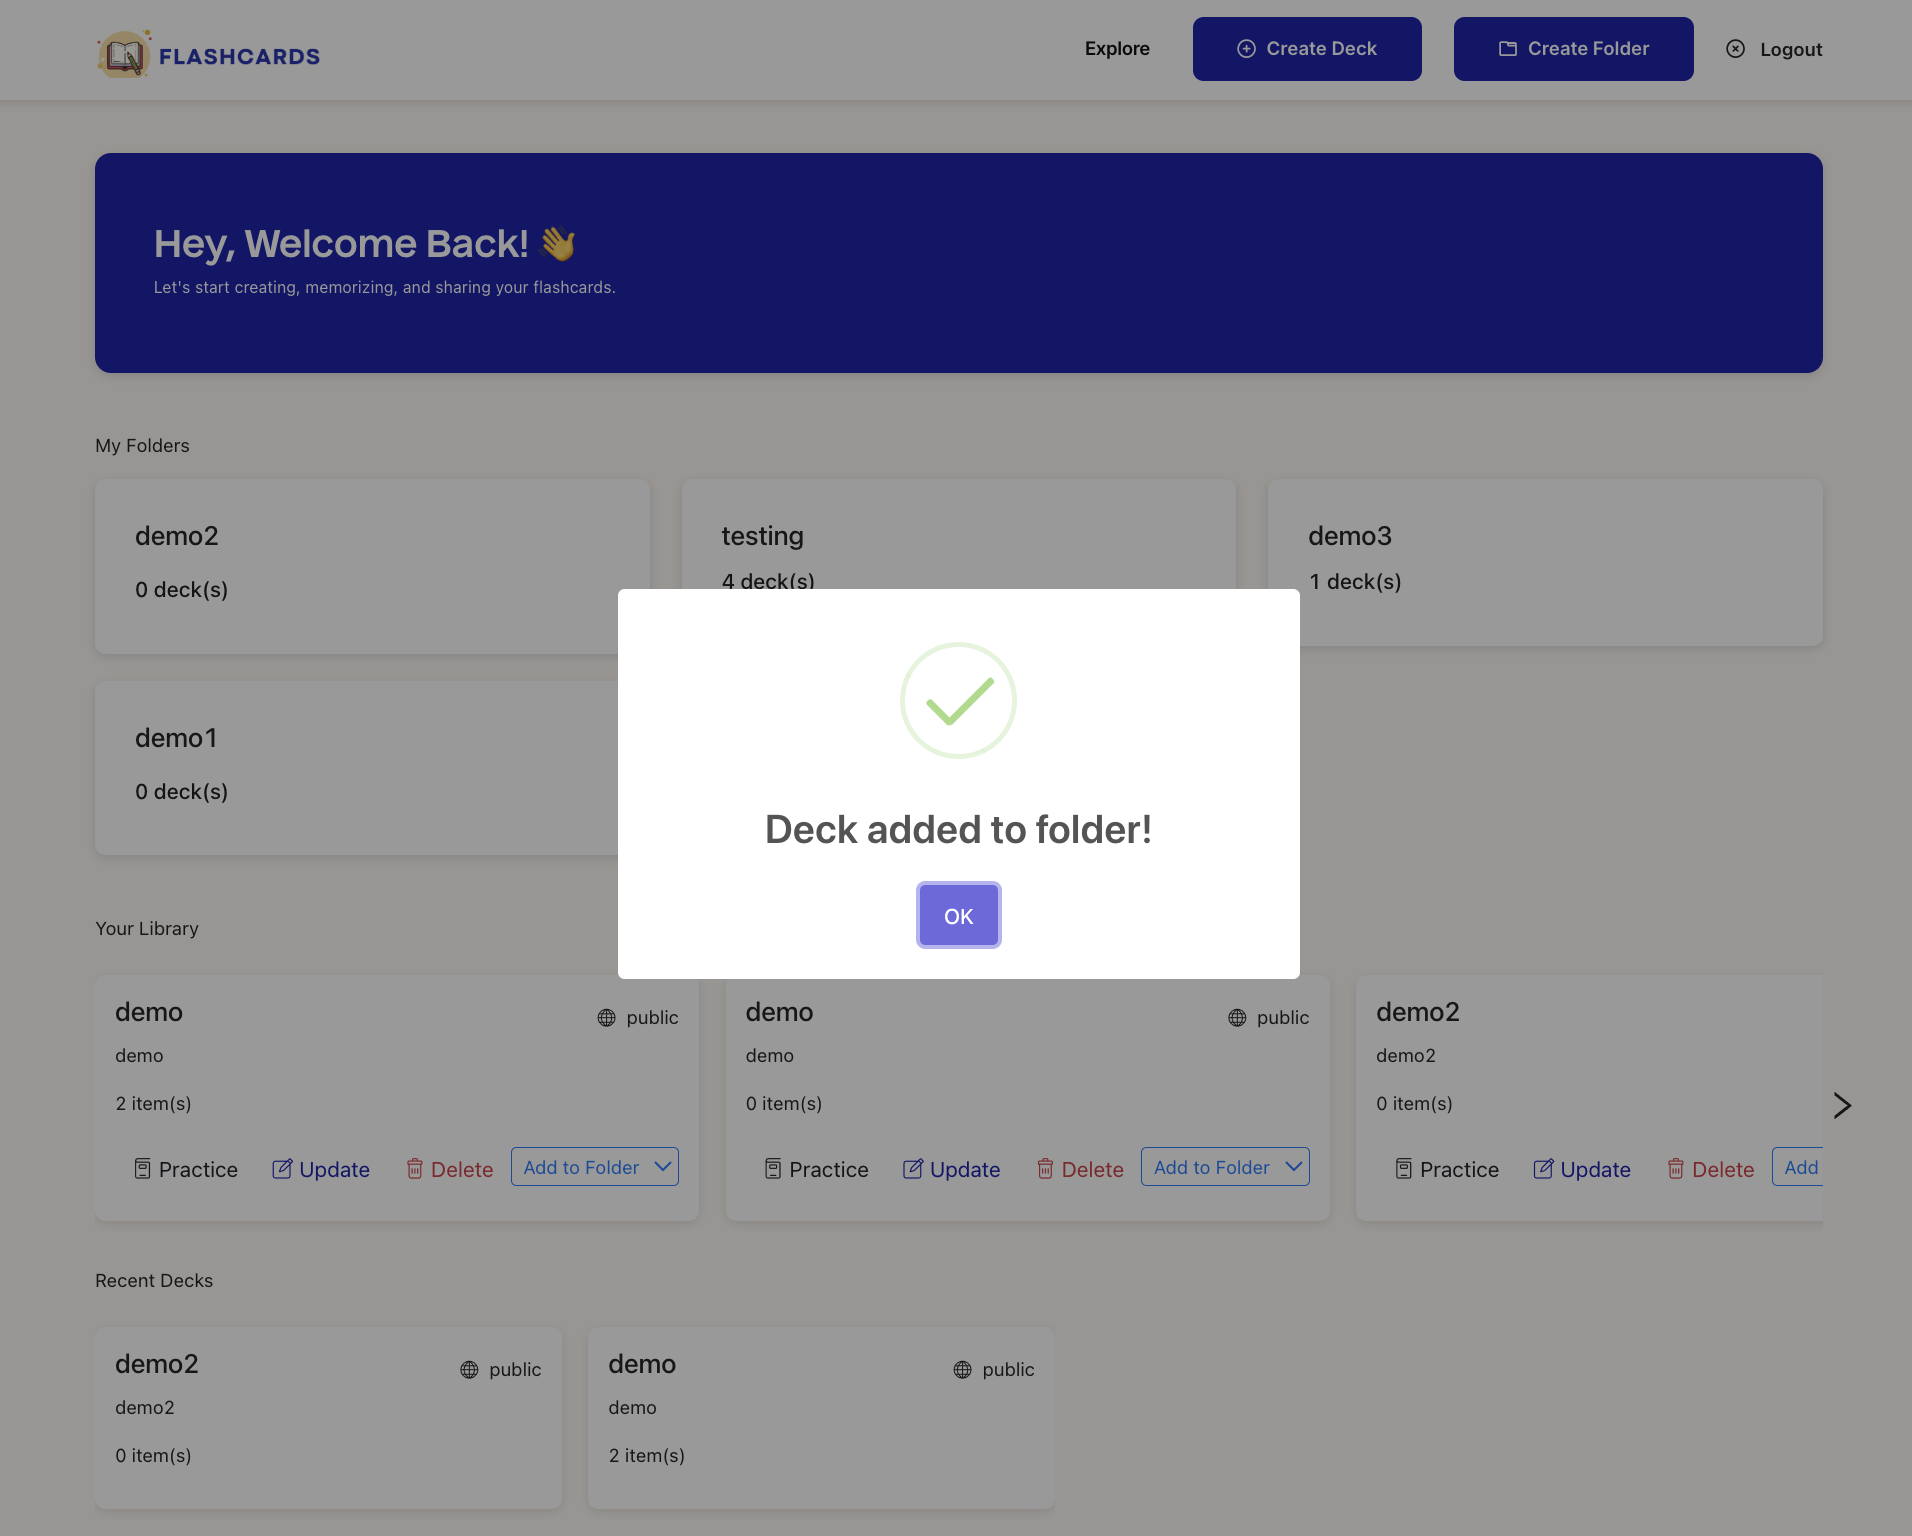 FLASHCARDS
Explore
Create Deck
Create Folder
Logout
Hey, Welcome Back! 👋
Let's start creating, memorizing, and sharing your flashcards.
My Folders
demo2
0 deck(s)
testing
4 deck(s)
demo3
1 deck(s)
demo1
0 deck(s)
Deck added to folder!
OK
Your Library
demo
public
demo
2 item(s)
Practice
Update
Delete
Add to Folder
demo
public
demo
0 item(s)
Practice
Update
Delete
Add to Folder
demo2
demo2
0 item(s)
Practice
Update
Delete
Add
Recent Decks
demo2
public
demo2
0 item(s)
demo
public
demo
2 item(s)